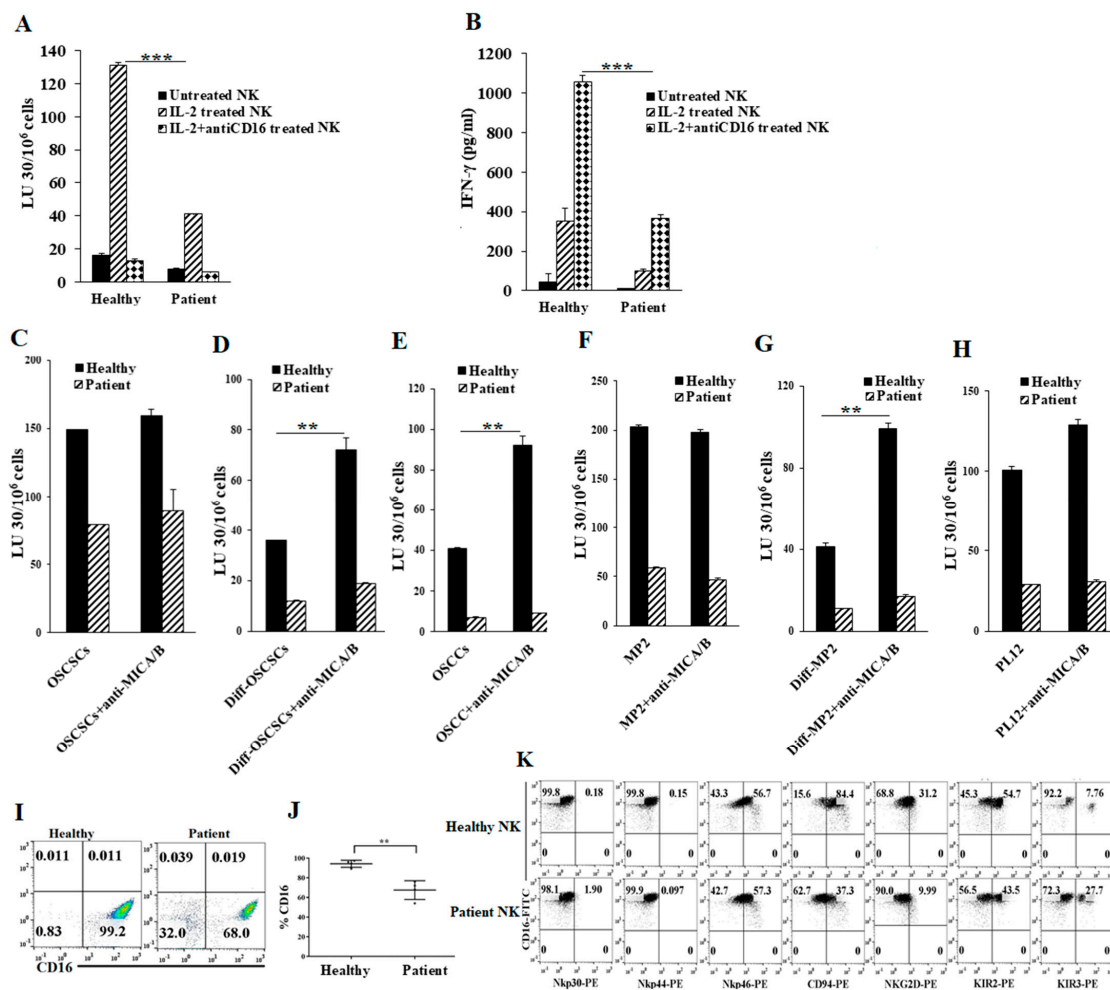 A
LU 30/10⁶ cells
140
120
100
80
60
40
20
0
***
Untreated NK
IL-2 treated NK
IL-2+antiCD16 treated NK
Healthy
Patient
B
IFN-γ (pg/ml)
1200
1000
800
600
400
200
0
***
Untreated NK
IL-2 treated NK
IL-2+antiCD16 treated NK
Healthy
Patient
C
LU 30/10⁶ cells
200
150
100
50
0
Healthy
Patient
OSCSCs
OSCSCs+anti-MICA/B
D
LU 30/10⁶ cells
100
80
60
40
20
0
Healthy
Patient
**
Diff-OSCSCs
Diff-OSCSCs+anti-MICA/B
E
LU 30/10⁶ cells
120
100
80
60
40
20
0
Healthy
Patient
**
OSCCs
OSCC+anti-MICA/B
F
LU 30/10⁶ cells
250
200
150
100
50
0
Healthy
Patient
MP2
MP2+anti-MICA/B
G
LU 30/10⁶ cells
120
80
40
0
Healthy
Patient
**
Diff-MP2
Diff-MP2+anti-MICA/B
H
LU 30/10⁶ cells
150
100
50
0
Healthy
Patient
PL12
PL12+anti-MICA/B
I
Healthy
0.011 0.011
0.83 99.2
Patient
0.039 0.019
32.0 68.0
CD16
J
% CD16
100
80
60
40
20
0
**
Healthy
Patient
K
Healthy NK
99.8 0.18
0 0
99.8 0.15
0 0
43.3 56.7
0 0
15.6 84.4
0 0
68.8 31.2
0 0
45.3 54.7
0 0
92.2 7.76
0 0
Patient NK
98.1 1.90
0 0
99.9 0.097
0 0
42.7 57.3
0 0
62.7 37.3
0 0
90.0 9.99
0 0
56.5 43.5
0 0
72.3 27.7
0 0
CD16-FITC
Nkp30-PE
Nkp44-PE
Nkp46-PE
CD94-PE
NKG2D-PE
KIR2-PE
KIR3-PE